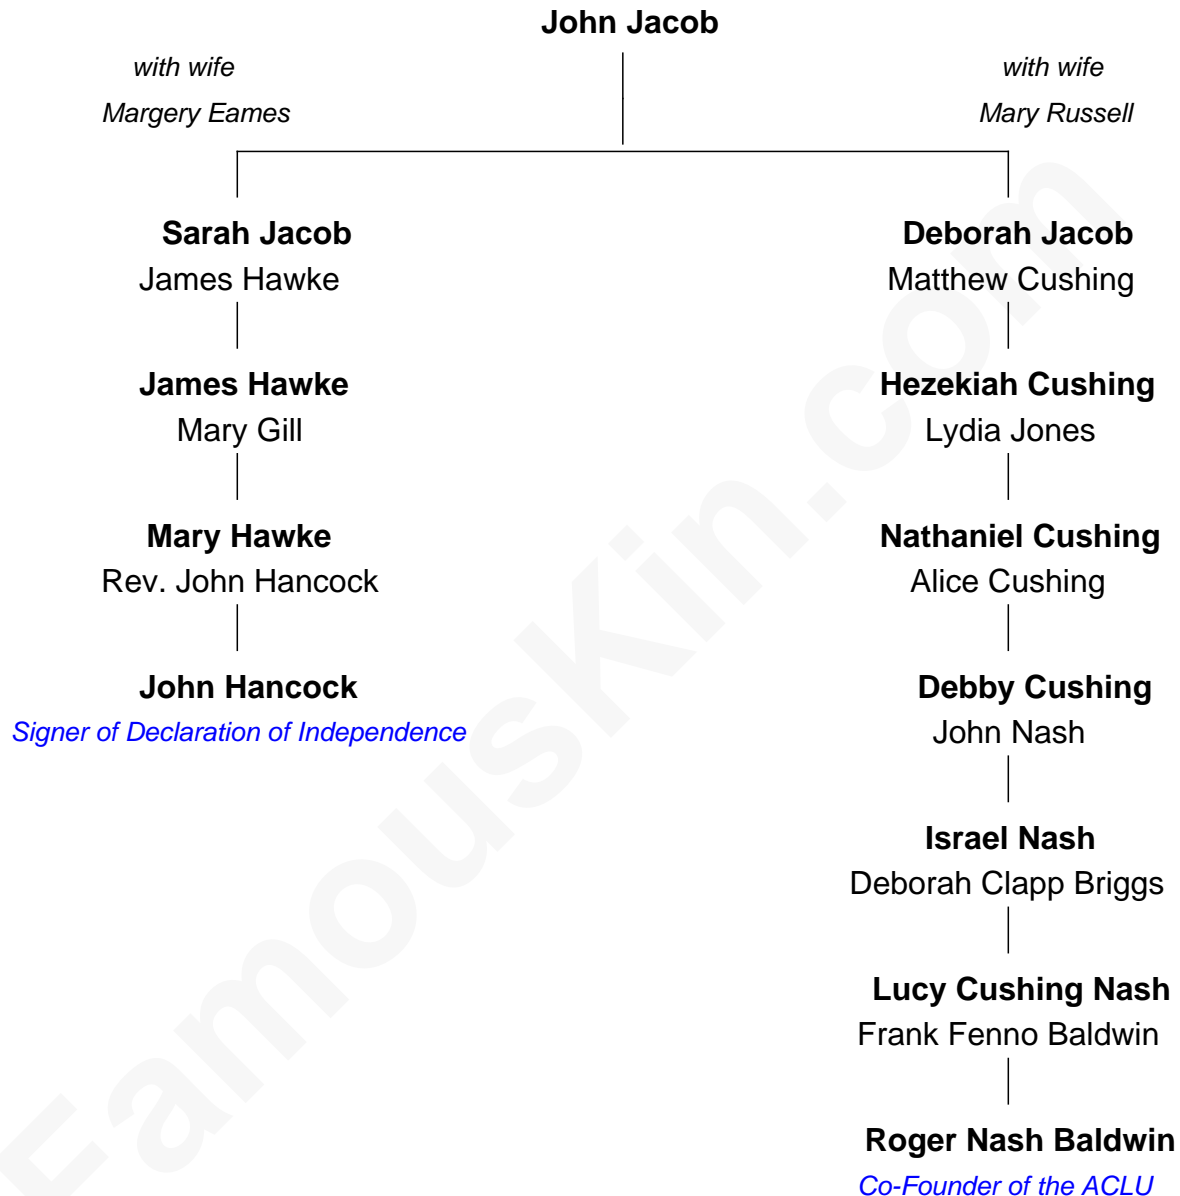 John Jacob
with wife
Margery Eames
with wife
Mary Russell
Sarah Jacob
James Hawke
Deborah Jacob
Matthew Cushing
James Hawke
Mary Gill
Hezekiah Cushing
Lydia Jones
Mary Hawke
Rev. John Hancock
Nathaniel Cushing
Alice Cushing
John Hancock
Signer of Declaration of Independence
Debby Cushing
John Nash
Israel Nash
Deborah Clapp Briggs
Lucy Cushing Nash
Frank Fenno Baldwin
Roger Nash Baldwin
Co-Founder of the ACLU
FamousKin.com